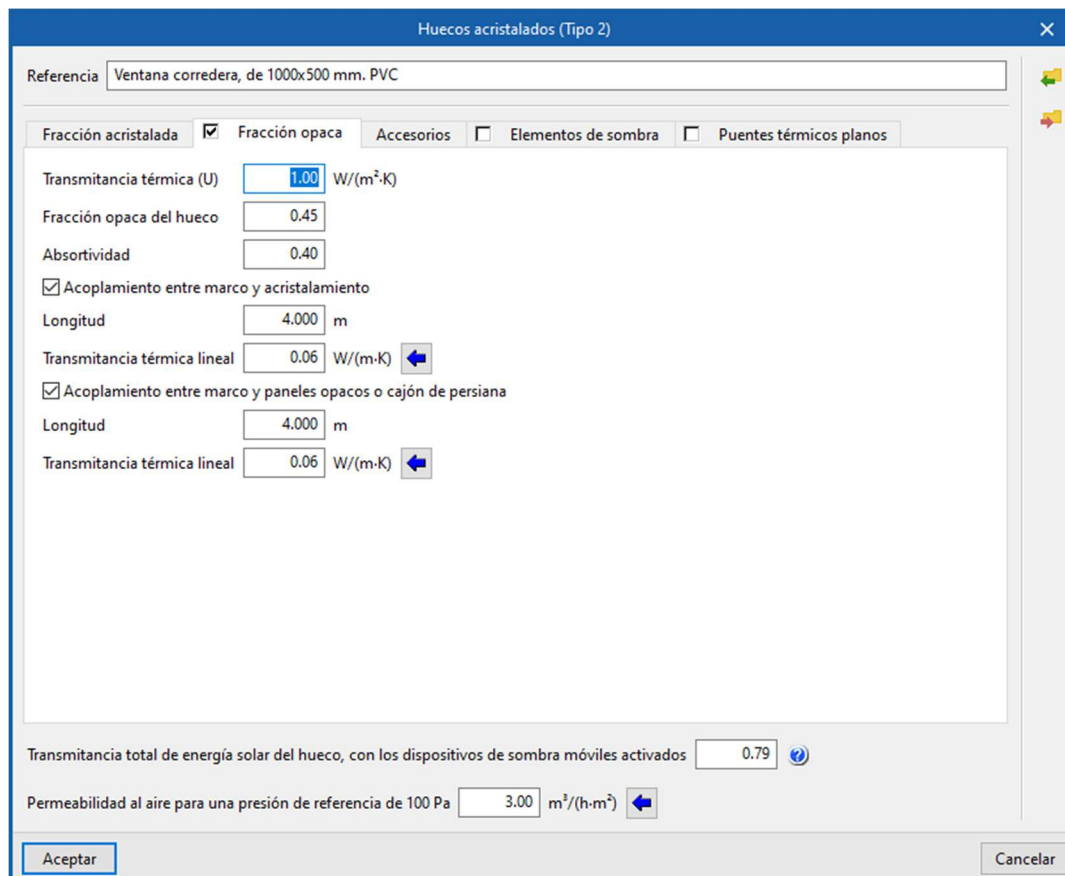 Huecos acristalados (Tipo 2)
Referencia Ventana corredera, de 1000x500 mm. PVC
Fracción acristalada Fracción opaca Accesorios Elementos de sombra Puentes térmicos planos
Transmitancia térmica (U) 1.00 W/(m²·K)
Fracción opaca del hueco 0.45
Absortividad 0.40
Acoplamiento entre marco y acristalamiento
Longitud 4.000 m
Transmitancia térmica lineal 0.06 W/(m·K)
Acoplamiento entre marco y paneles opacos o cajón de persiana
Longitud 4.000 m
Transmitancia térmica lineal 0.06 W/(m·K)
Transmitancia total de energía solar del hueco, con los dispositivos de sombra móviles activados 0.79 ?
Permeabilidad al aire para una presión de referencia de 100 Pa 3.00 m³/(h·m²)
Aceptar Cancelar